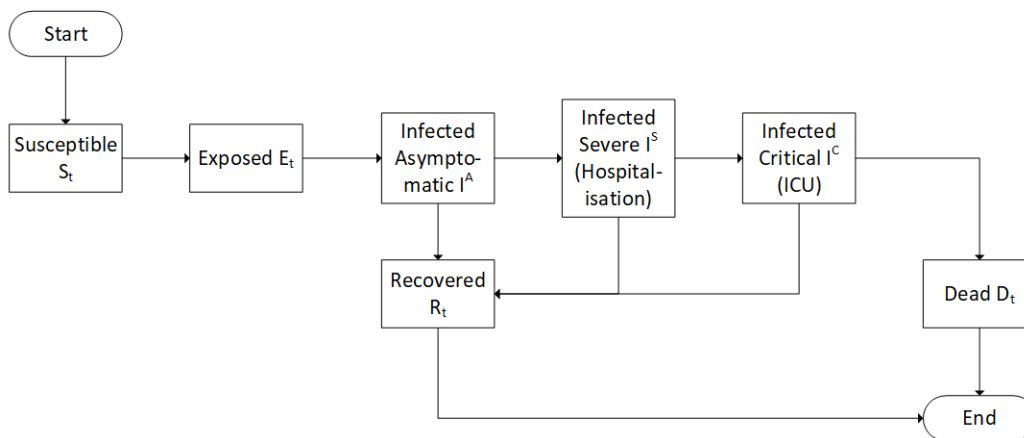 Start
Susceptible
Sₜ
Exposed Eₜ
Infected
Asympto-
matic Iᴬ
Infected
Severe Iˢ
(Hospital-
isation)
Infected
Critical Iᶜ
(ICU)
Recovered
Rₜ
Dead Dₜ
End